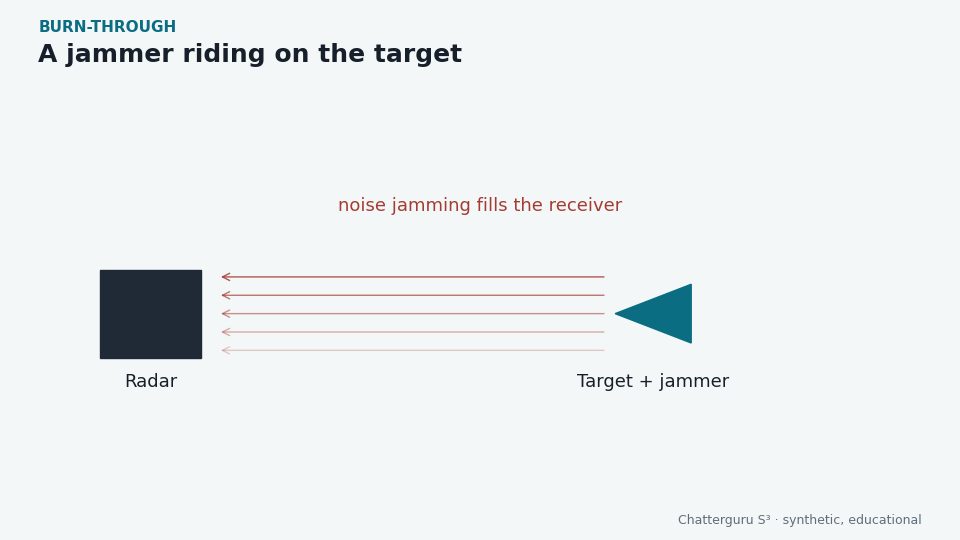 BURN-THROUGH
A jammer riding on the target
noise jamming fills the receiver
Radar
Target + jammer
Chatterguru S³ · synthetic, educational